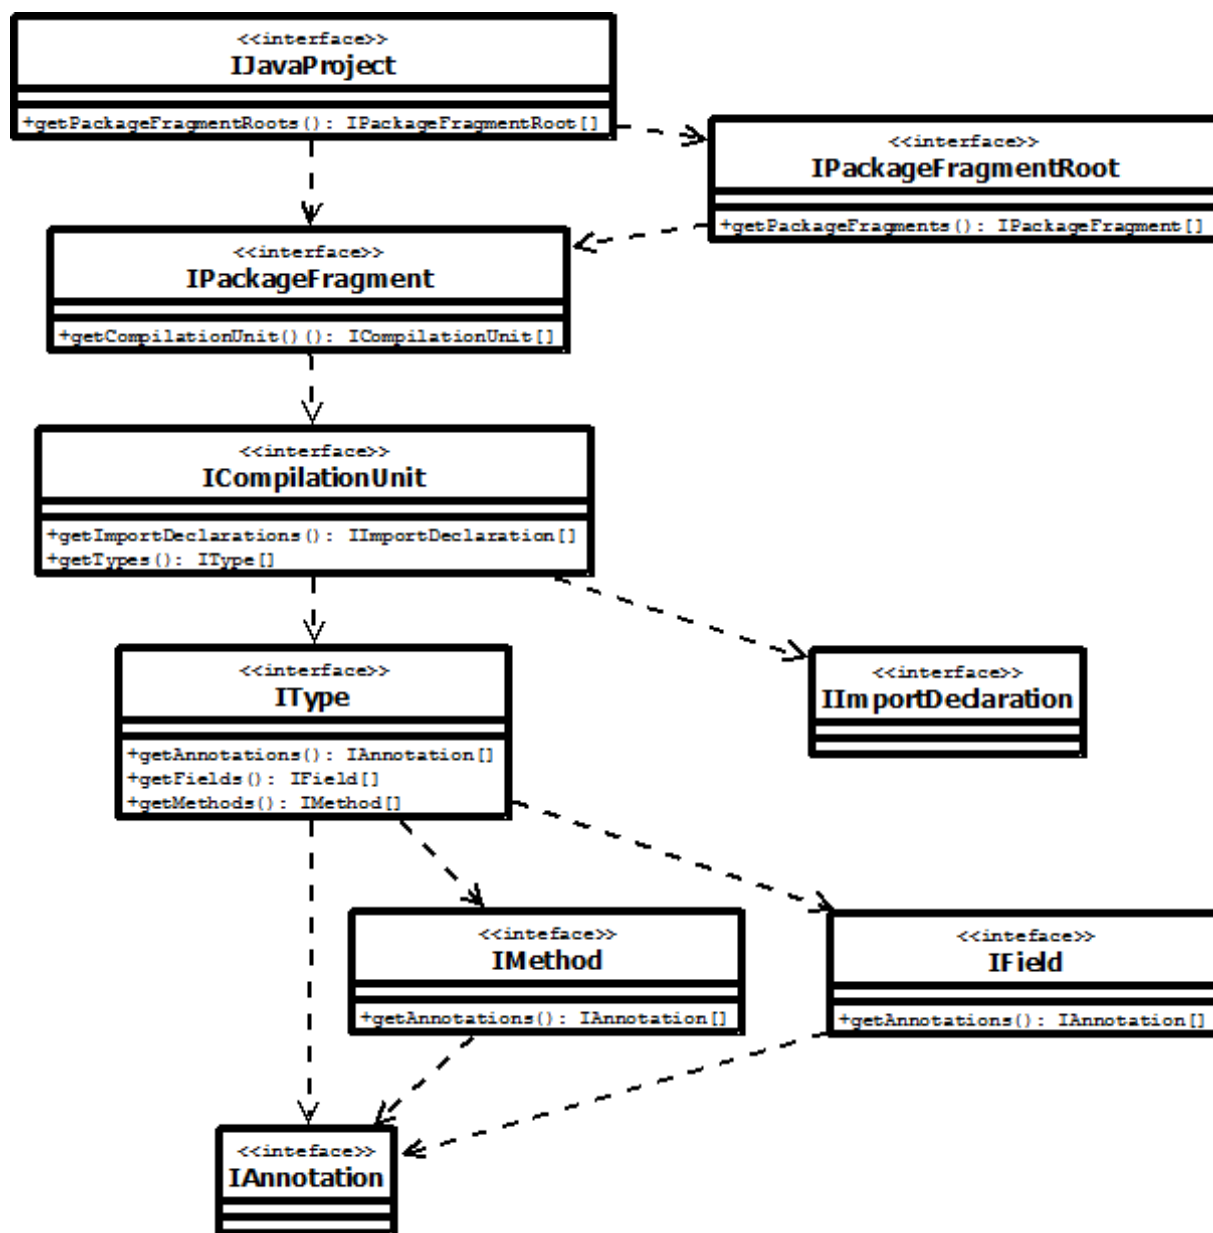 <<interface>>
IJavaProject
+getPackageFragmentRoots(): IPackageFragmentRoot[]
<<interface>>
IPackageFragmentRoot
+getPackageFragments(): IPackageFragment[]
<<interface>>
IPackageFragment
+getCompilationUnit()(): ICompilationUnit[]
<<interface>>
ICompilationUnit
+getImportDeclarations(): IImportDeclaration[]
+getTypes(): IType[]
<<interface>>
IType
+getAnnotations(): IAnnotation[]
+getFields(): IField[]
+getMethods(): IMethod[]
<<interface>>
IImportDeclaration
<<inteface>>
IMethod
+getAnnotations(): IAnnotation[]
<<inteface>>
IField
+getAnnotations(): IAnnotation[]
<<inteface>>
IAnnotation